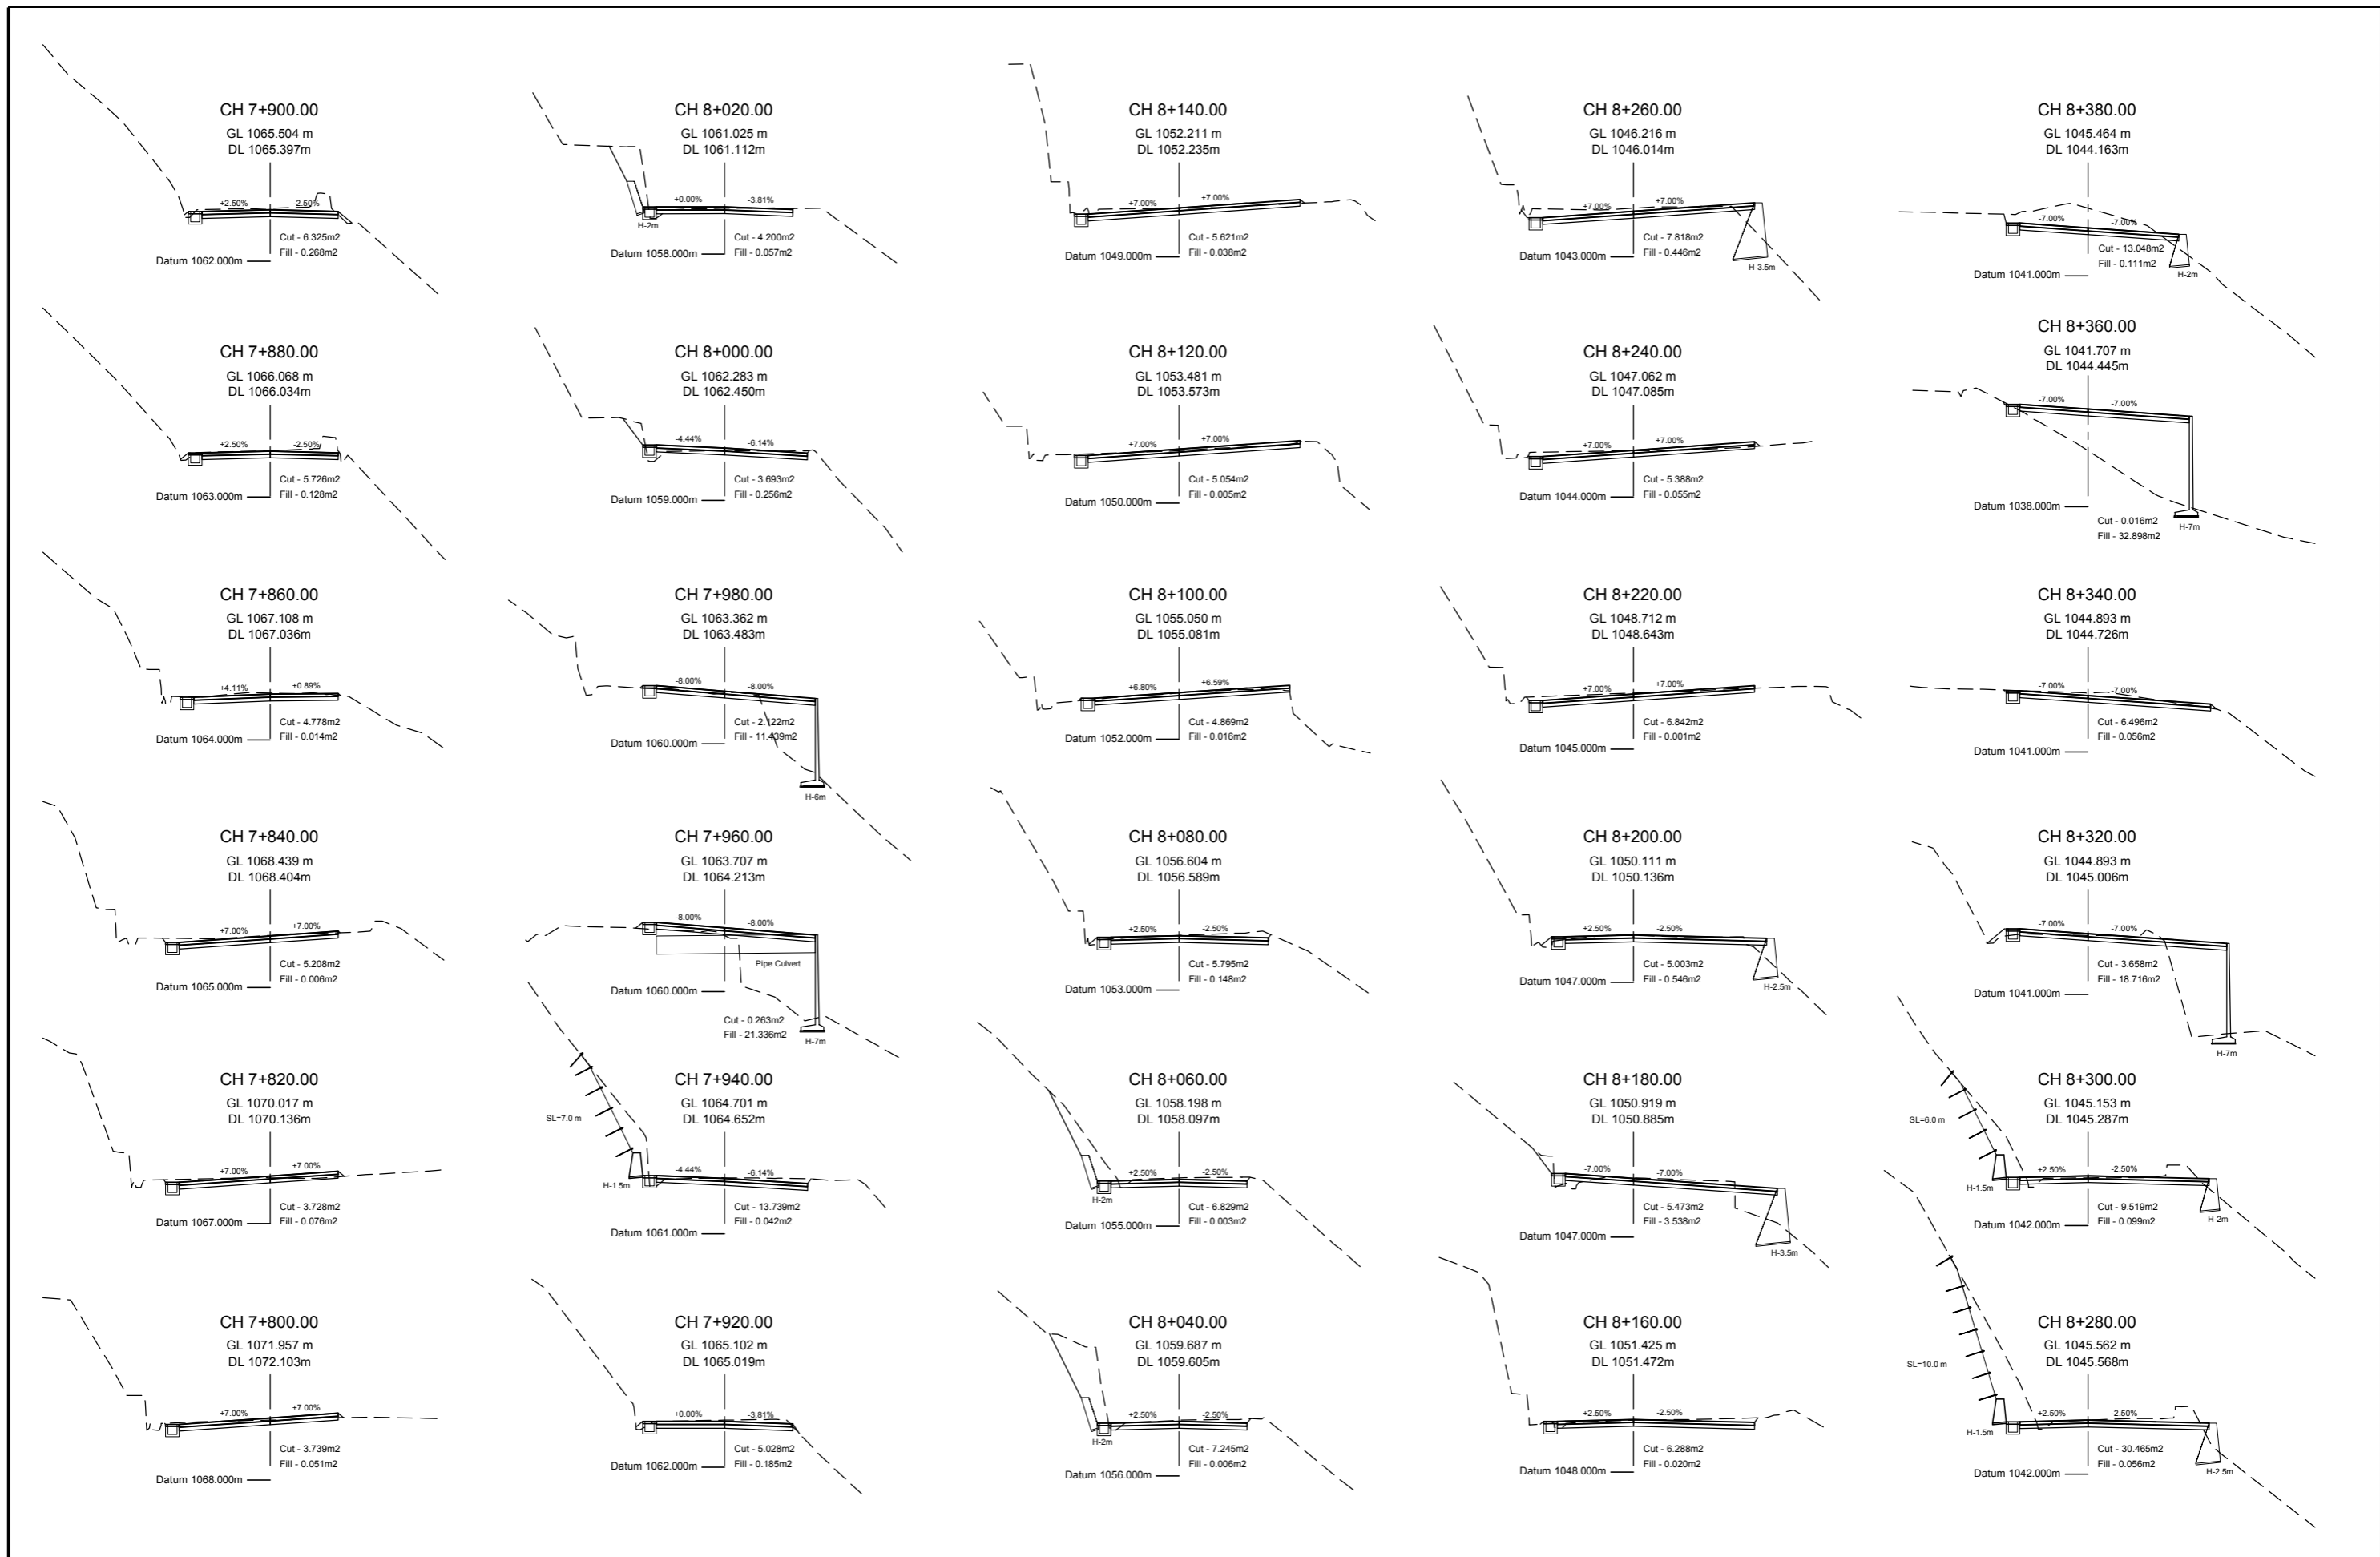 CH 7+900.00
GL 1065.504 m
DL 1065.397m
+2.50%
-2.50%
Cut - 6.325m2
Fill - 0.268m2
Datum 1062.000m
CH 7+880.00
GL 1066.068 m
DL 1066.034m
+2.50%
-2.50%
Cut - 5.726m2
Fill - 0.128m2
Datum 1063.000m
CH 7+860.00
GL 1067.108 m
DL 1067.036m
+4.11%
+0.89%
Cut - 4.778m2
Fill - 0.014m2
Datum 1064.000m
CH 7+840.00
GL 1068.439 m
DL 1068.404m
+7.00%
+7.00%
Cut - 5.208m2
Fill - 0.006m2
Datum 1065.000m
CH 7+820.00
GL 1070.017 m
DL 1070.136m
+7.00%
+7.00%
Cut - 3.728m2
Fill - 0.076m2
Datum 1067.000m
CH 7+800.00
GL 1071.957 m
DL 1072.103m
+7.00%
+7.00%
Cut - 3.739m2
Fill - 0.051m2
Datum 1068.000m
CH 8+020.00
GL 1061.025 m
DL 1061.112m
+0.00%
-3.81%
H-2m
Cut - 4.200m2
Fill - 0.057m2
Datum 1058.000m
CH 8+000.00
GL 1062.283 m
DL 1062.450m
-4.44%
-6.14%
Cut - 3.693m2
Fill - 0.256m2
Datum 1059.000m
CH 7+980.00
GL 1063.362 m
DL 1063.483m
-8.00%
-8.00%
Cut - 2.122m2
Fill - 11.439m2
Datum 1060.000m
H-6m
CH 7+960.00
GL 1063.707 m
DL 1064.213m
-8.00%
-8.00%
Pipe Culvert
Datum 1060.000m
Cut - 0.263m2
Fill - 21.336m2
H-7m
CH 7+940.00
GL 1064.701 m
DL 1064.652m
SL=7.0 m
-4.44%
-6.14%
H-1.5m
Cut - 13.739m2
Fill - 0.042m2
Datum 1061.000m
CH 7+920.00
GL 1065.102 m
DL 1065.019m
+0.00%
-3.81%
Cut - 5.028m2
Fill - 0.185m2
Datum 1062.000m
CH 8+140.00
GL 1052.211 m
DL 1052.235m
+7.00%
+7.00%
Cut - 5.621m2
Fill - 0.038m2
Datum 1049.000m
CH 8+120.00
GL 1053.481 m
DL 1053.573m
+7.00%
+7.00%
Cut - 5.054m2
Fill - 0.005m2
Datum 1050.000m
CH 8+100.00
GL 1055.050 m
DL 1055.081m
+6.80%
+6.59%
Cut - 4.869m2
Fill - 0.016m2
Datum 1052.000m
CH 8+080.00
GL 1056.604 m
DL 1056.589m
+2.50%
-2.50%
Cut - 5.795m2
Fill - 0.148m2
Datum 1053.000m
CH 8+060.00
GL 1058.198 m
DL 1058.097m
+2.50%
-2.50%
H-2m
Cut - 6.829m2
Fill - 0.003m2
Datum 1055.000m
CH 8+040.00
GL 1059.687 m
DL 1059.605m
+2.50%
-2.50%
H-2m
Cut - 7.245m2
Fill - 0.006m2
Datum 1056.000m
CH 8+260.00
GL 1046.216 m
DL 1046.014m
+7.00%
+7.00%
Cut - 7.818m2
Fill - 0.446m2
Datum 1043.000m
H-3.5m
CH 8+240.00
GL 1047.062 m
DL 1047.085m
+7.00%
+7.00%
Cut - 5.388m2
Fill - 0.055m2
Datum 1044.000m
CH 8+220.00
GL 1048.712 m
DL 1048.643m
+7.00%
+7.00%
Cut - 6.842m2
Fill - 0.001m2
Datum 1045.000m
CH 8+200.00
GL 1050.111 m
DL 1050.136m
+2.50%
-2.50%
Cut - 5.003m2
Fill - 0.546m2
Datum 1047.000m
H-2.5m
CH 8+180.00
GL 1050.919 m
DL 1050.885m
-7.00%
-7.00%
Cut - 5.473m2
Fill - 3.538m2
Datum 1047.000m
H-3.5m
CH 8+160.00
GL 1051.425 m
DL 1051.472m
+2.50%
-2.50%
Cut - 6.288m2
Fill - 0.020m2
Datum 1048.000m
CH 8+380.00
GL 1045.464 m
DL 1044.163m
-7.00%
-7.00%
Cut - 13.048m2
Fill - 0.111m2
Datum 1041.000m
H-2m
CH 8+360.00
GL 1041.707 m
DL 1044.445m
-7.00%
-7.00%
Datum 1038.000m
Cut - 0.016m2
Fill - 32.898m2
H-7m
CH 8+340.00
GL 1044.893 m
DL 1044.726m
-7.00%
-7.00%
Cut - 6.496m2
Fill - 0.056m2
Datum 1041.000m
CH 8+320.00
GL 1044.893 m
DL 1045.006m
-7.00%
-7.00%
Cut - 3.658m2
Fill - 18.716m2
Datum 1041.000m
H-7m
CH 8+300.00
GL 1045.153 m
DL 1045.287m
SL=6.0 m
+2.50%
-2.50%
H-1.5m
Cut - 9.519m2
Fill - 0.099m2
Datum 1042.000m
H-2m
CH 8+280.00
GL 1045.562 m
DL 1045.568m
SL=10.0 m
+2.50%
-2.50%
H-1.5m
Cut - 30.465m2
Fill - 0.056m2
Datum 1042.000m
H-2.5m